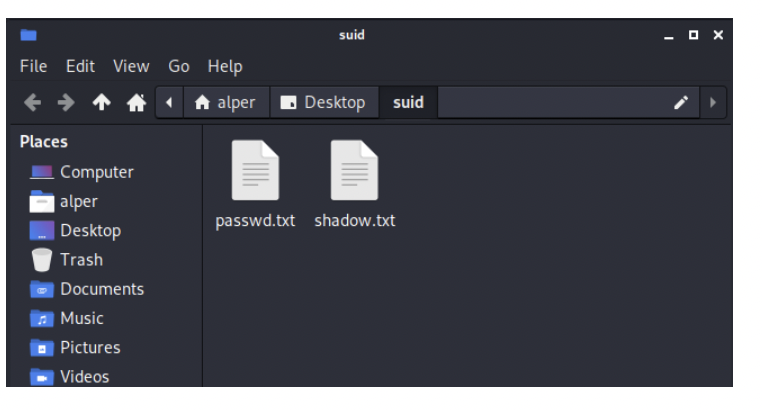 suid
File Edit View Go Help
alper Desktop suid
Places
Computer
alper
Desktop
Trash
Documents
Music
Pictures
Videos
passwd.txt shadow.txt